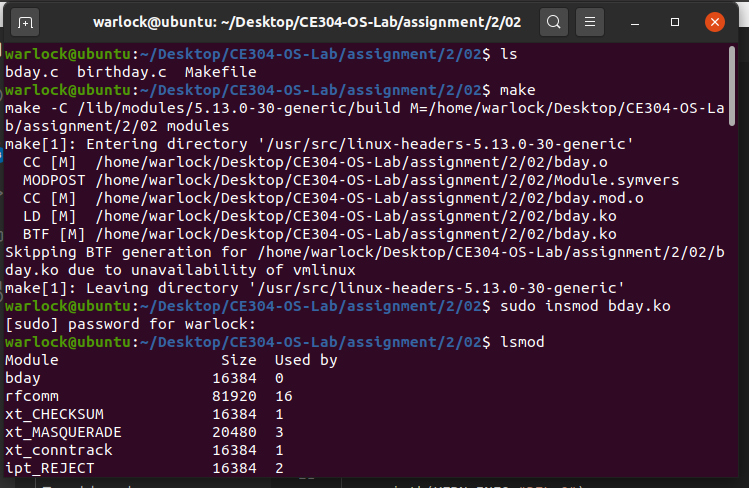 warlock@ubuntu: ~/Desktop/CE304-OS-Lab/assignment/2/02
warlock@ubuntu:~/Desktop/CE304-OS-Lab/assignment/2/02$ ls
bday.c  birthday.c  Makefile
warlock@ubuntu:~/Desktop/CE304-OS-Lab/assignment/2/02$ make
make -C /lib/modules/5.13.0-30-generic/build M=/home/warlock/Desktop/CE304-OS-La
b/assignment/2/02 modules
make[1]: Entering directory '/usr/src/linux-headers-5.13.0-30-generic'
  CC [M]  /home/warlock/Desktop/CE304-OS-Lab/assignment/2/02/bday.o
  MODPOST /home/warlock/Desktop/CE304-OS-Lab/assignment/2/02/Module.symvers
  CC [M]  /home/warlock/Desktop/CE304-OS-Lab/assignment/2/02/bday.mod.o
  LD [M]  /home/warlock/Desktop/CE304-OS-Lab/assignment/2/02/bday.ko
  BTF [M] /home/warlock/Desktop/CE304-OS-Lab/assignment/2/02/bday.ko
Skipping BTF generation for /home/warlock/Desktop/CE304-OS-Lab/assignment/2/02/b
day.ko due to unavailability of vmlinux
make[1]: Leaving directory '/usr/src/linux-headers-5.13.0-30-generic'
warlock@ubuntu:~/Desktop/CE304-OS-Lab/assignment/2/02$ sudo insmod bday.ko
[sudo] password for warlock:
warlock@ubuntu:~/Desktop/CE304-OS-Lab/assignment/2/02$ lsmod
Module                  Size  Used by
bday                   16384  0
rfcomm                 81920  16
xt_CHECKSUM            16384  1
xt_MASQUERADE          20480  3
xt_conntrack           16384  1
ipt_REJECT             16384  2